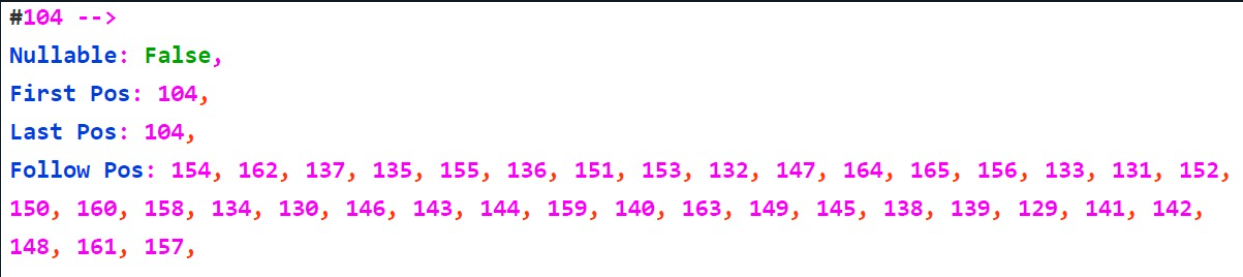 #104 -->
Nullable: False,
First Pos: 104,
Last Pos: 104,
Follow Pos: 154, 162, 137, 135, 155, 136, 151, 153, 132, 147, 164, 165, 156, 133, 131, 152,
150, 160, 158, 134, 130, 146, 143, 144, 159, 140, 163, 149, 145, 138, 139, 129, 141, 142,
148, 161, 157,